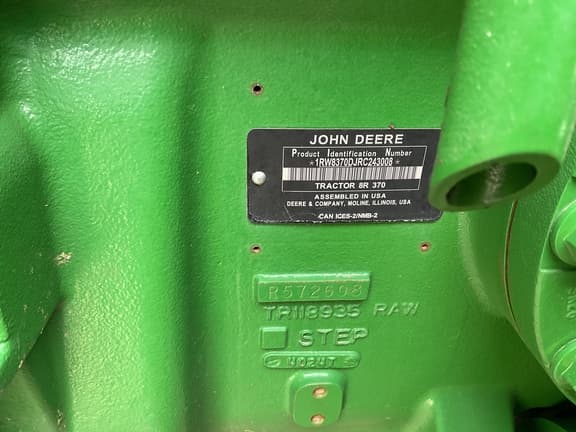 JOHN DEERE
Product Identification Number
*1RW8370DJRC243008*
TRACTOR 8R 370
ASSEMBLED IN USA
DEERE & COMPANY, MOLINE, ILLINOIS, USA
CAN ICES-2/NMB-2
R572608
TR118935 RAW
STEP
4024T